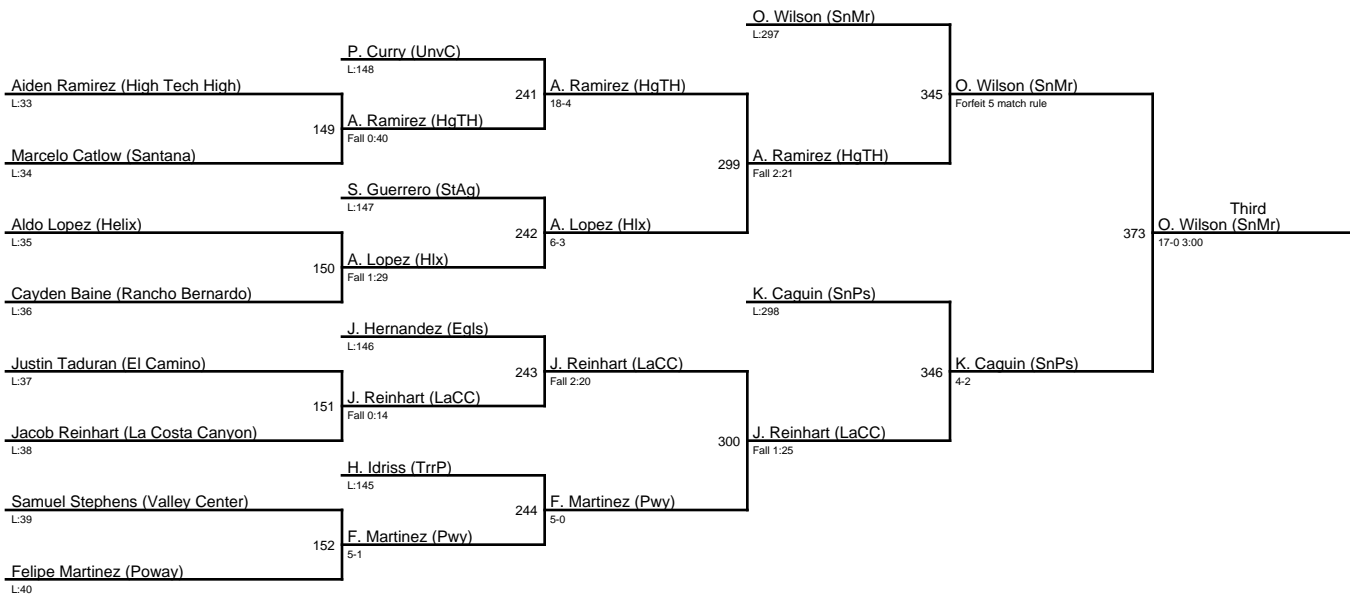 O. Wilson (SnMr)
L:297
P. Curry (UnvC)
L:148
Aiden Ramirez (High Tech High)
L:33
241
A. Ramirez (HgTH)
18-4
345
O. Wilson (SnMr)
Forfeit 5 match rule
149
A. Ramirez (HgTH)
Fall 0:40
Marcelo Catlow (Santana)
L:34
299
A. Ramirez (HgTH)
Fall 2:21
S. Guerrero (StAg)
L:147
Aldo Lopez (Helix)
L:35
242
A. Lopez (Hlx)
6-3
373
Third
O. Wilson (SnMr)
17-0 3:00
150
A. Lopez (Hlx)
Fall 1:29
Cayden Baine (Rancho Bernardo)
L:36
K. Caguin (SnPs)
L:298
J. Hernandez (Egls)
L:146
Justin Taduran (El Camino)
L:37
243
J. Reinhart (LaCC)
Fall 2:20
346
K. Caguin (SnPs)
4-2
151
J. Reinhart (LaCC)
Fall 0:14
Jacob Reinhart (La Costa Canyon)
L:38
300
J. Reinhart (LaCC)
Fall 1:25
H. Idriss (TrrP)
L:145
Samuel Stephens (Valley Center)
L:39
244
F. Martinez (Pwy)
5-0
152
F. Martinez (Pwy)
5-1
Felipe Martinez (Poway)
L:40